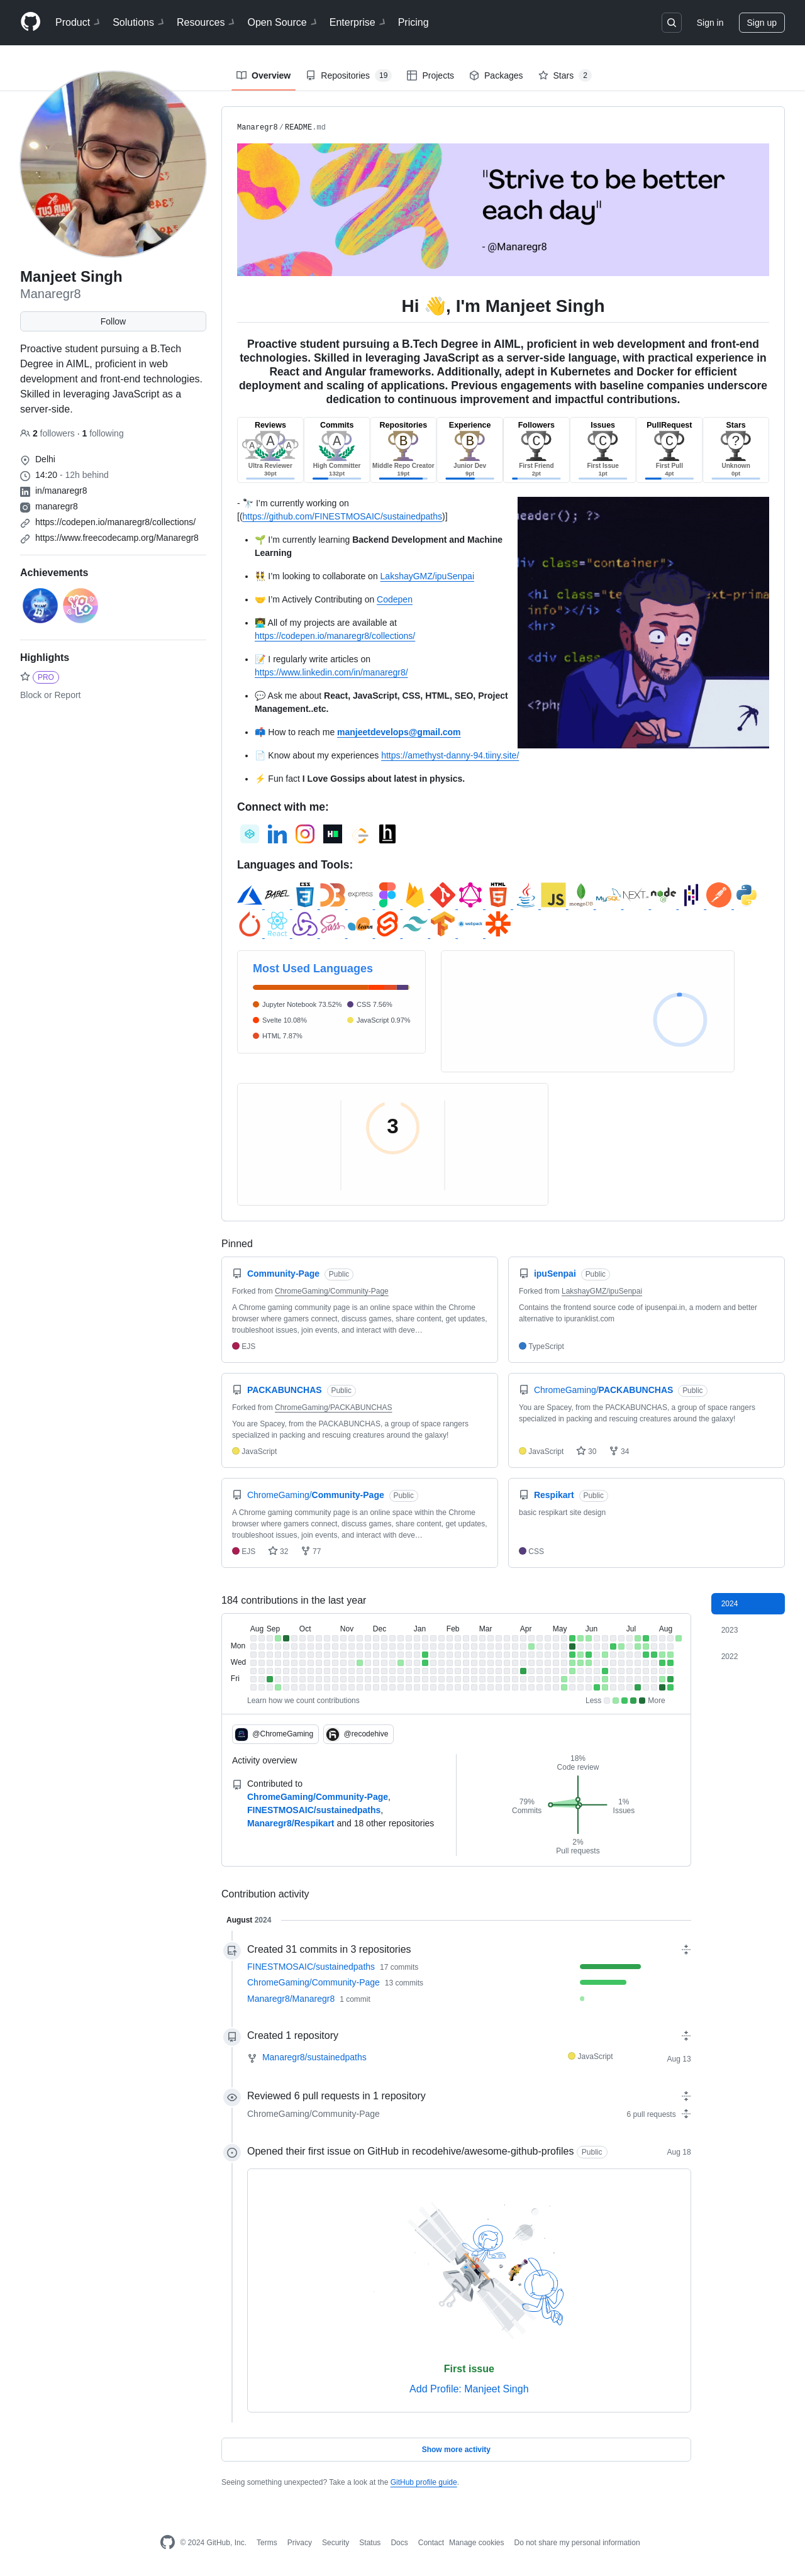 Product
Solutions
Resources
Open Source
Enterprise
Pricing
Sign in
Sign up
Overview
Repositories 19
Projects
Packages
Stars 2
Manjeet Singh
Manaregr8
Follow
Proactive student pursuing a B.Tech
Degree in AIML, proficient in web
development and front-end technologies.
Skilled in leveraging JavaScript as a
server-side.
2 followers · 1 following
Delhi
14:20 - 12h behind
in/manaregr8
manaregr8
https://codepen.io/manaregr8/collections/
https://www.freecodecamp.org/Manaregr8
Achievements
Highlights
PRO
Block or Report
Manaregr8/README.md
"Strive to be better
each day"
- @Manaregr8
Hi 👋, I'm Manjeet Singh
Proactive student pursuing a B.Tech Degree in AIML, proficient in web development and front-end
technologies. Skilled in leveraging JavaScript as a server-side language, with practical experience in
React and Angular frameworks. Additionally, adept in Kubernetes and Docker for efficient
deployment and scaling of applications. Previous engagements with baseline companies underscore
dedication to continuous improvement and impactful contributions.
Reviews
A A A
Ultra Reviewer
30pt
Commits
A
High Committer
132pt
Repositories
B
Middle Repo Creator
19pt
Experience
B
Junior Dev
9pt
Followers
C
First Friend
2pt
Issues
C
First Issue
1pt
PullRequest
C
First Pull
4pt
Stars
?
Unknown
0pt
- 🔭 I'm currently working on
[(https://github.com/FINESTMOSAIC/sustainedpaths)]
🌱 I'm currently learning Backend Development and Machine
Learning
👯 I'm looking to collaborate on LakshayGMZ/ipuSenpai
🤝 I'm Actively Contributing on Codepen
👨‍💻 All of my projects are available at
https://codepen.io/manaregr8/collections/
📝 I regularly write articles on
https://www.linkedin.com/in/manaregr8/
💬 Ask me about React, JavaScript, CSS, HTML, SEO, Project
Management..etc.
📫 How to reach me manjeetdevelops@gmail.com
📄 Know about my experiences https://amethyst-danny-94.tiiny.site/
⚡ Fun fact I Love Gossips about latest in physics.
header(); ?>
<h1
<hr
info</i>
<div class
<?php
Connect with me:
Languages and Tools:
BABEL
CSS
express
HTML
Java
JS
mongoDB
MySQL
NEXT
node
React
Sass
learn
webpack
Most Used Languages
Jupyter Notebook 73.52%
CSS 7.56%
Svelte 10.08%
JavaScript 0.97%
HTML 7.87%
3
Pinned
Community-Page Public
Forked from ChromeGaming/Community-Page
A Chrome gaming community page is an online space within the Chrome
browser where gamers connect, discuss games, share content, get updates,
troubleshoot issues, join events, and interact with deve…
EJS
ipuSenpai Public
Forked from LakshayGMZ/ipuSenpai
Contains the frontend source code of ipusenpai.in, a modern and better
alternative to ipuranklist.com
TypeScript
PACKABUNCHAS Public
Forked from ChromeGaming/PACKABUNCHAS
You are Spacey, from the PACKABUNCHAS, a group of space rangers
specialized in packing and rescuing creatures around the galaxy!
JavaScript
ChromeGaming/PACKABUNCHAS Public
You are Spacey, from the PACKABUNCHAS, a group of space rangers
specialized in packing and rescuing creatures around the galaxy!
JavaScript 30 34
ChromeGaming/Community-Page Public
A Chrome gaming community page is an online space within the Chrome
browser where gamers connect, discuss games, share content, get updates,
troubleshoot issues, join events, and interact with deve…
EJS 32 77
Respikart Public
basic respikart site design
CSS
184 contributions in the last year
2024
2023
2022
Aug Sep Oct Nov Dec Jan Feb Mar Apr May Jun Jul Aug
Mon
Wed
Fri
Learn how we count contributions
Less More
@ChromeGaming
@recodehive
Activity overview
Contributed to
ChromeGaming/Community-Page,
FINESTMOSAIC/sustainedpaths,
Manaregr8/Respikart and 18 other repositories
18%
Code review
79%
Commits
1%
Issues
2%
Pull requests
Contribution activity
August 2024
Created 31 commits in 3 repositories
FINESTMOSAIC/sustainedpaths 17 commits
ChromeGaming/Community-Page 13 commits
Manaregr8/Manaregr8 1 commit
Created 1 repository
Manaregr8/sustainedpaths JavaScript Aug 13
Reviewed 6 pull requests in 1 repository
ChromeGaming/Community-Page 6 pull requests
Opened their first issue on GitHub in recodehive/awesome-github-profiles Public Aug 18
First issue
Add Profile: Manjeet Singh
Show more activity
Seeing something unexpected? Take a look at the GitHub profile guide.
© 2024 GitHub, Inc.
Terms
Privacy
Security
Status
Docs
Contact
Manage cookies
Do not share my personal information